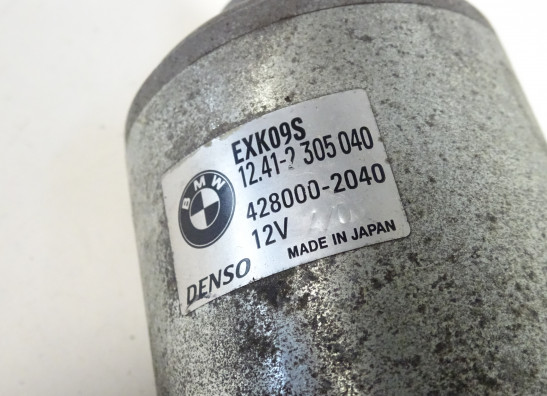 EXK09S
12.41-2 305 040
BMW
428000-2040
12V
MADE IN JAPAN
DENSO